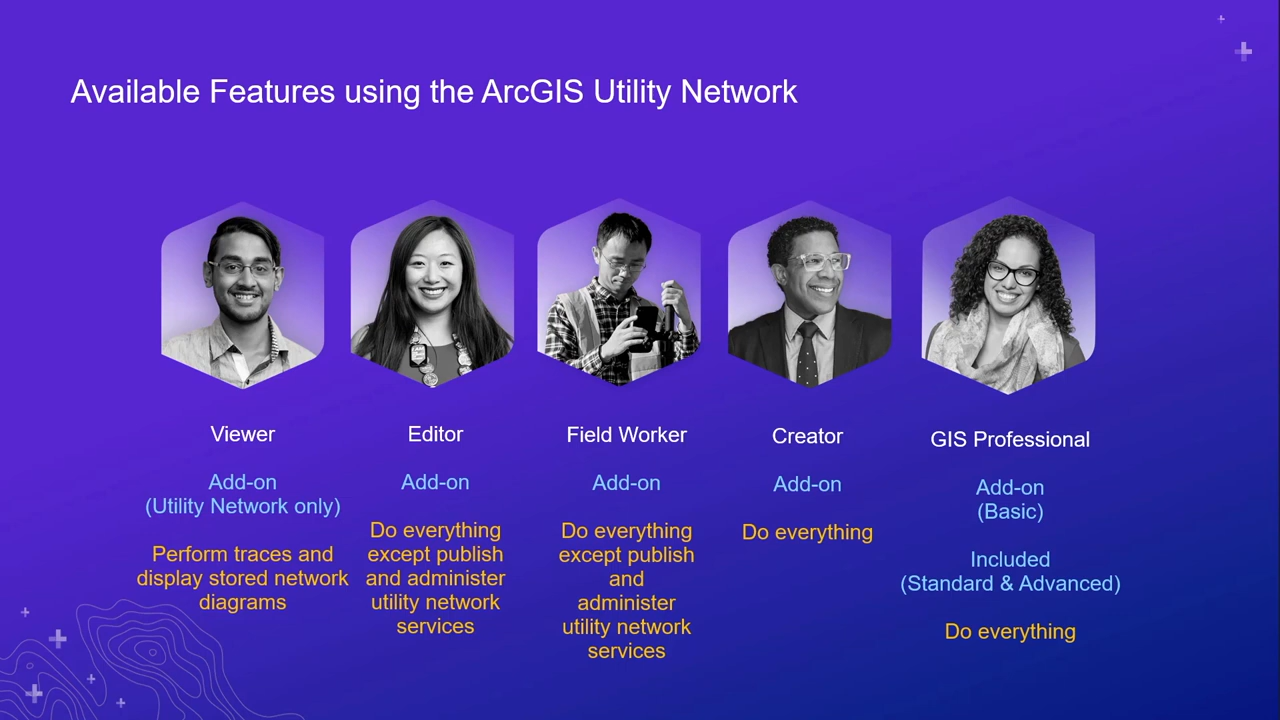 Available Features using the ArcGIS Utility Network
Viewer
Add-on
(Utility Network only)
Perform traces and
display stored network
diagrams
Editor
Add-on
Do everything
except publish
and administer
utility network
services
Field Worker
Add-on
Do everything
except publish
and
administer
utility network
services
Creator
Add-on
Do everything
GIS Professional
Add-on
(Basic)
Included
(Standard & Advanced)
Do everything